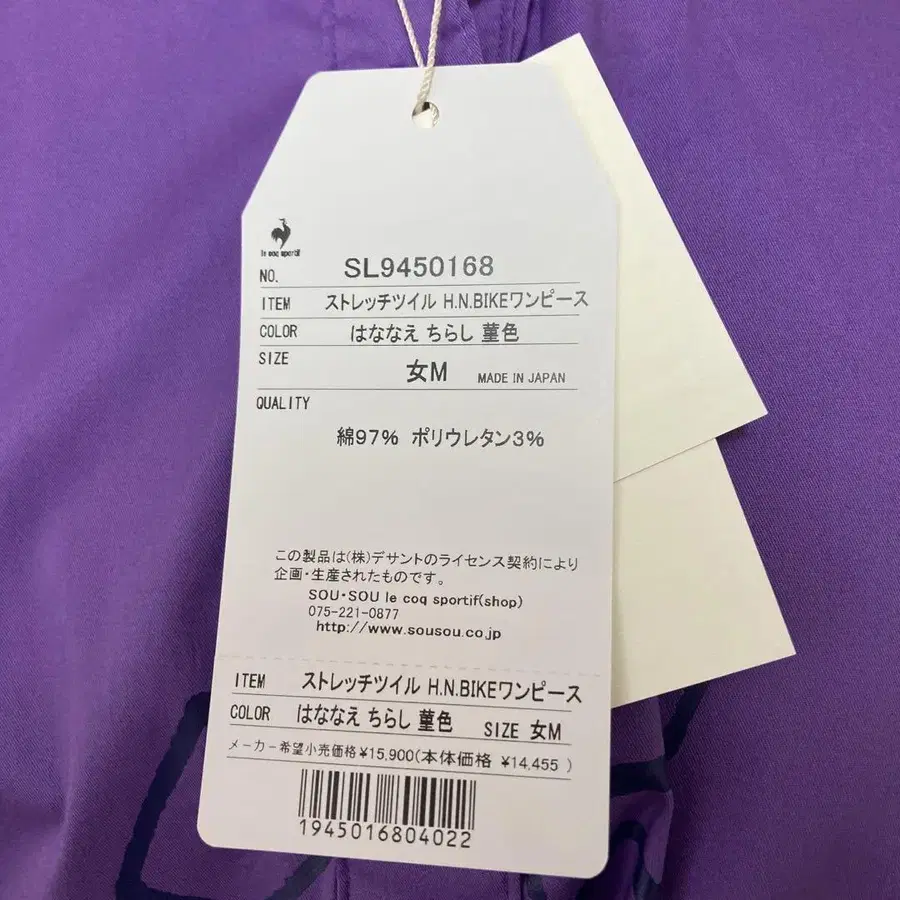 le coq sportif
NO. SL9450168
ITEM ストレッチツイル H.N.BIKEワンピース
COLOR はななえ ちらし 菫色
SIZE 女M MADE IN JAPAN
QUALITY
綿97% ポリウレタン3%
この製品は(株)デサントのライセンス契約により
企画・生産されたものです。
SOU・SOU le coq sportif(shop)
075-221-0877
http://www.sousou.co.jp
ITEM ストレッチツイル H.N.BIKEワンピース
COLOR はななえ ちらし 菫色 SIZE 女M
メーカー希望小売価格¥15,900(本体価格 ¥14,455 )
1945016804022